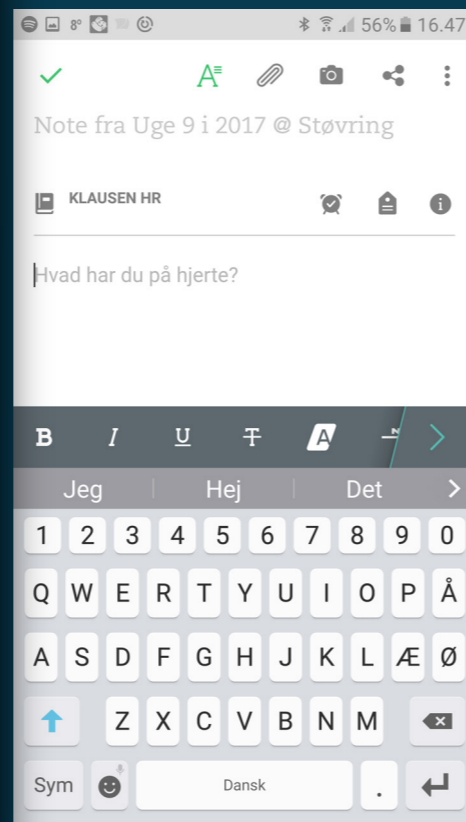 8° 56% 16.47
A
Note fra Uge 9 i 2017 @ Støvring
KLAUSEN HR
Hvad har du på hjerte?
B I U T A
Jeg Hej Det
1 2 3 4 5 6 7 8 9 0
Q W E R T Y U I O P Å
A S D F G H J K L Æ Ø
Z X C V B N M
Sym Dansk .